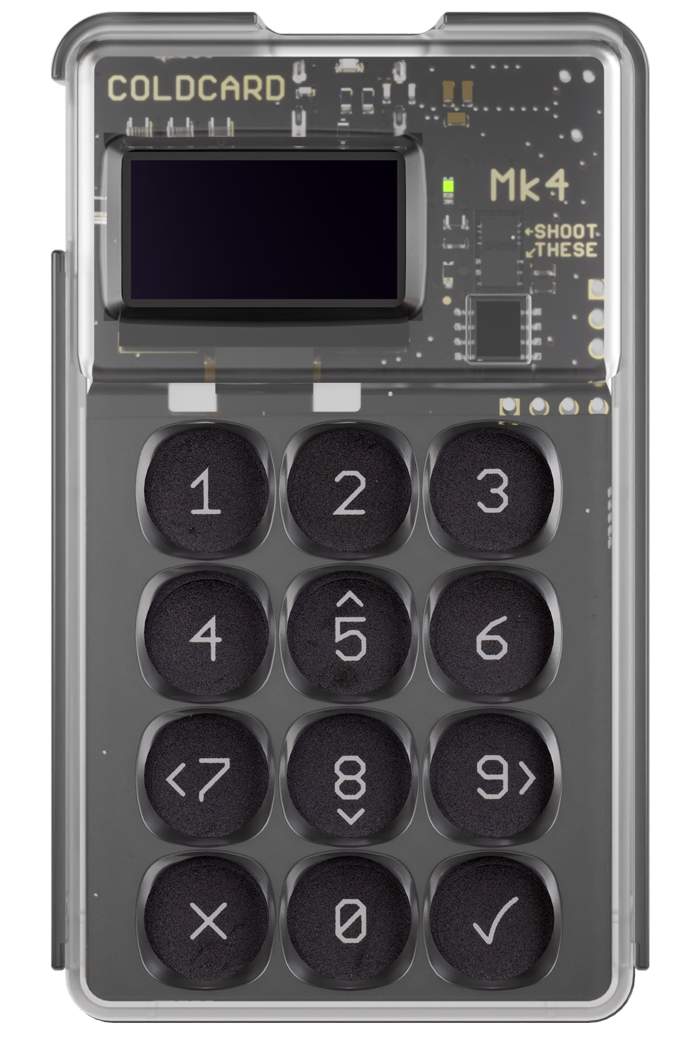 COLDCARD
Mk4
←SHOOT
↙THESE
1 2 3
4 ^ 5 6
<7 8 9>
⌄
X 0 ✓